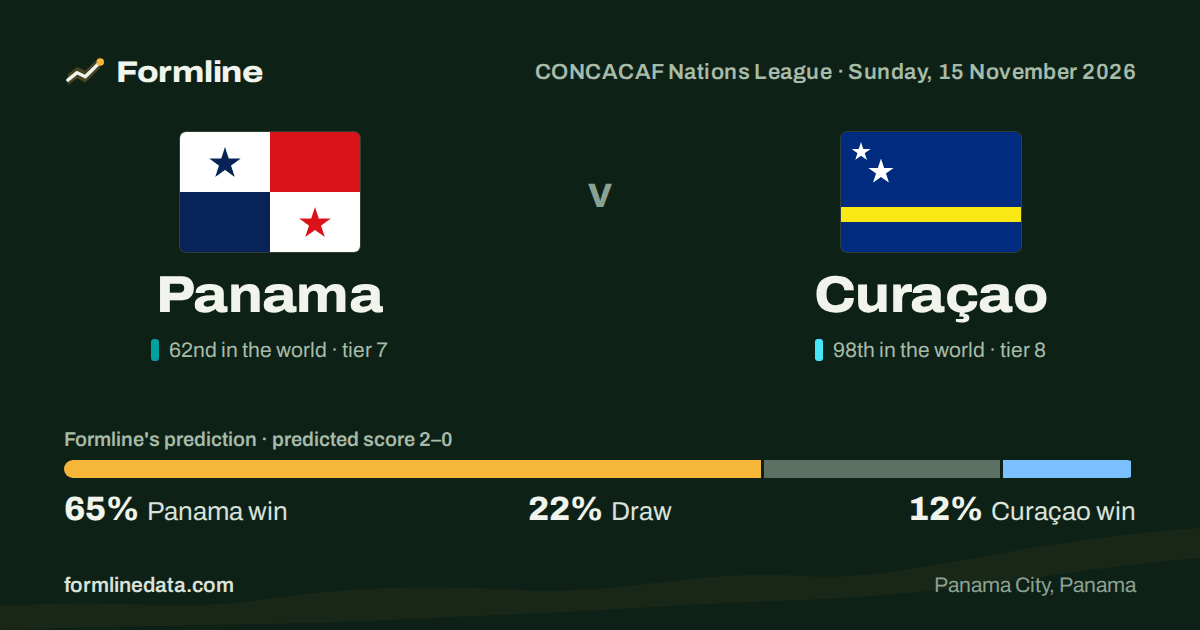 Formline
CONCACAF Nations League · Sunday, 15 November 2026
V
Panama
Curaçao
62nd in the world · tier 7
98th in the world · tier 8
Formline's prediction · predicted score 2–0
65% Panama win
22% Draw
12% Curaçao win
formlinedata.com
Panama City, Panama